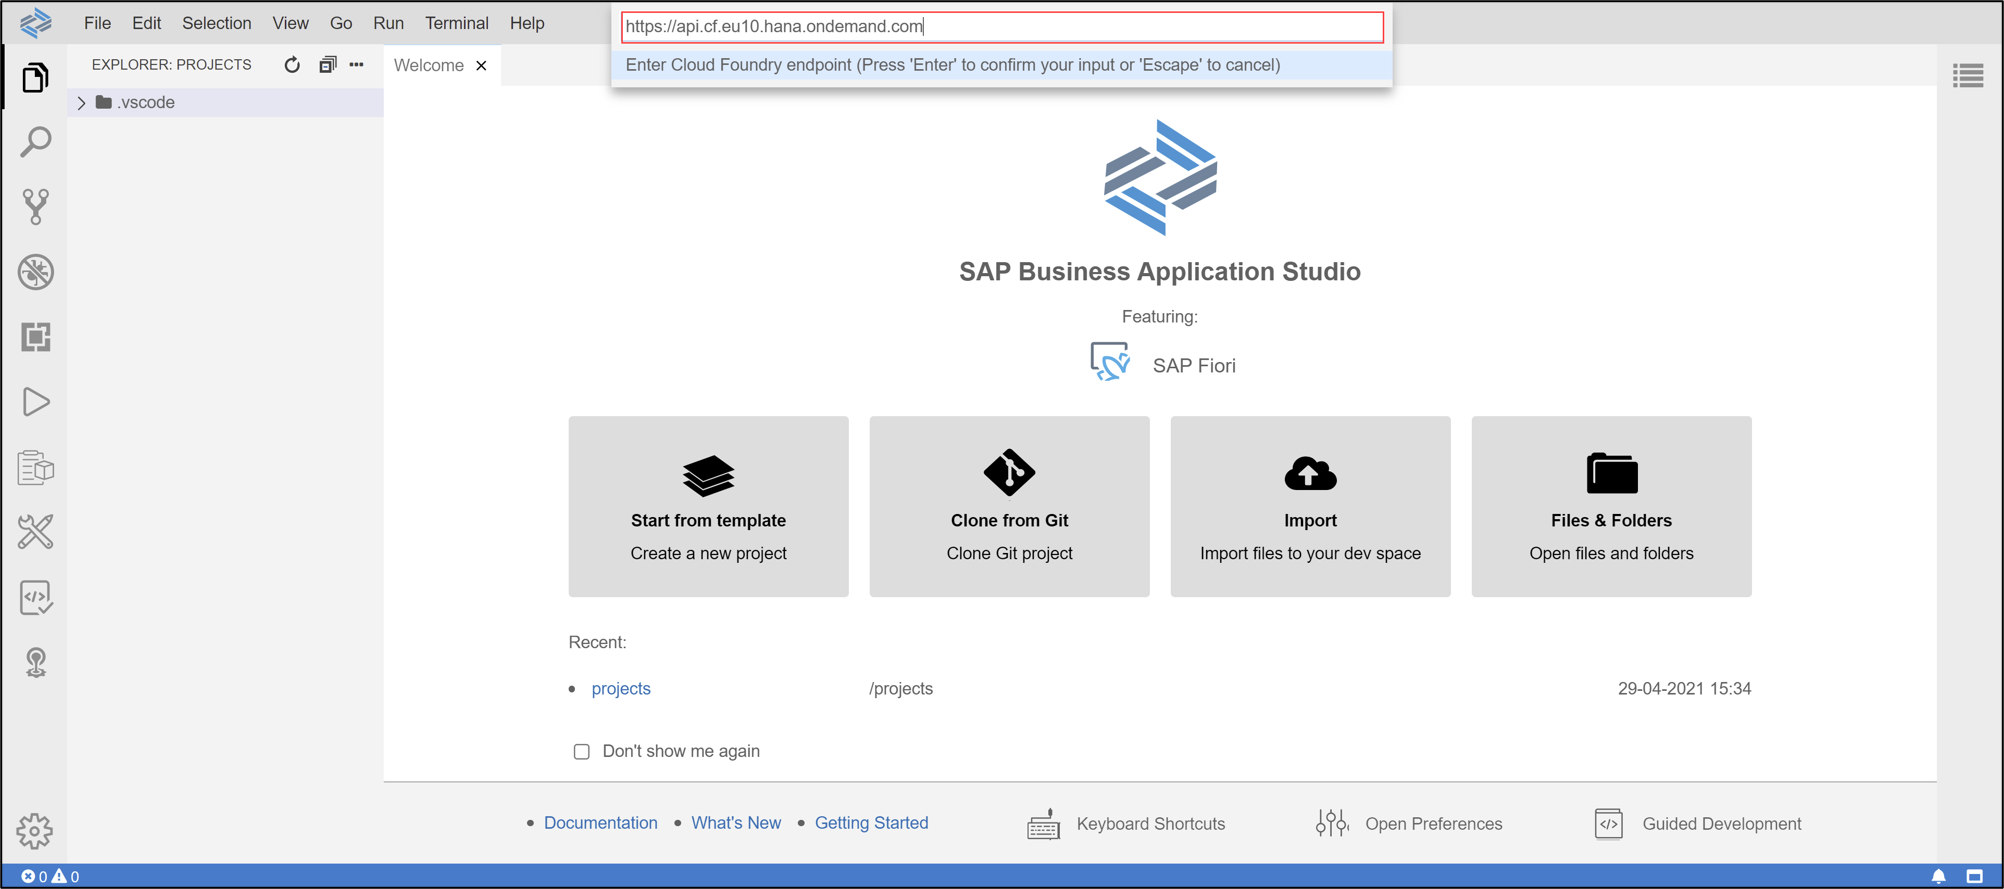 File Edit Selection View Go Run Terminal Help
https://api.cf.eu10.hana.ondemand.com
Enter Cloud Foundry endpoint (Press 'Enter' to confirm your input or 'Escape' to cancel)
EXPLORER: PROJECTS
Welcome
.vscode
SAP Business Application Studio
Featuring:
SAP Fiori
Start from template
Create a new project
Clone from Git
Clone Git project
Import
Import files to your dev space
Files & Folders
Open files and folders
Recent:
projects /projects 29-04-2021 15:34
Don't show me again
Documentation What's New Getting Started
Keyboard Shortcuts
Open Preferences
Guided Development
0 0